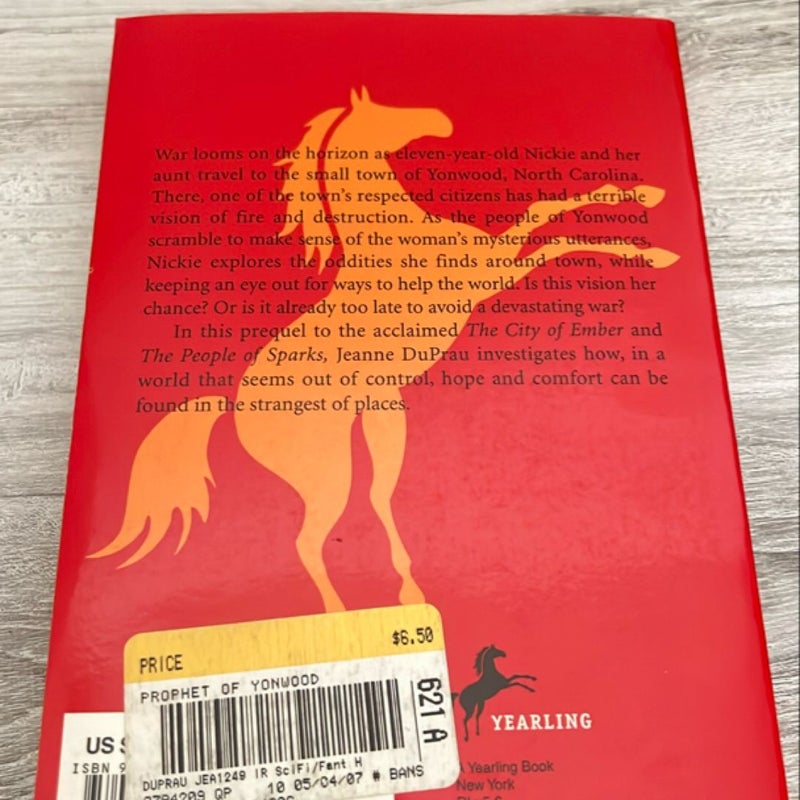 War looms on the horizon as eleven-year-old Nickie and her
aunt travel to the small town of Yonwood, North Carolina.
There, one of the town's respected citizens has had a terrible
vision of fire and destruction. As the people of Yonwood
scramble to make sense of the woman's mysterious utterances,
Nickie explores the oddities she finds around town, while
keeping an eye out for ways to help the world. Is this vision her
chance? Or is it already too late to avoid a devastating war?
In this prequel to the acclaimed The City of Ember and
The People of Sparks, Jeanne DuPrau investigates how, in a
world that seems out of control, hope and comfort can be
found in the strangest of places.
$6.50
PRICE
PROPHET OF YONWOOD
621 A
DUPRAU JEA1249 IR SciFi/Fant H
9794209 QP 10 05/04/07 # BANS
US
ISBN 9
YEARLING
A Yearling Book
New York